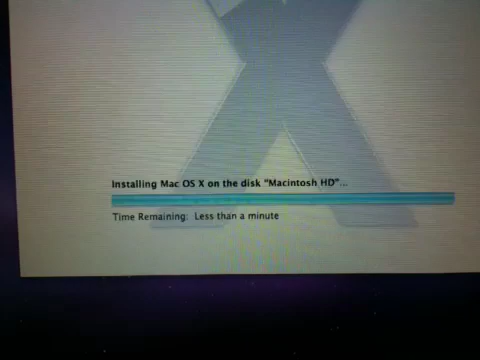 Installing Mac OS X on the disk "Macintosh HD"...
Time Remaining: Less than a minute